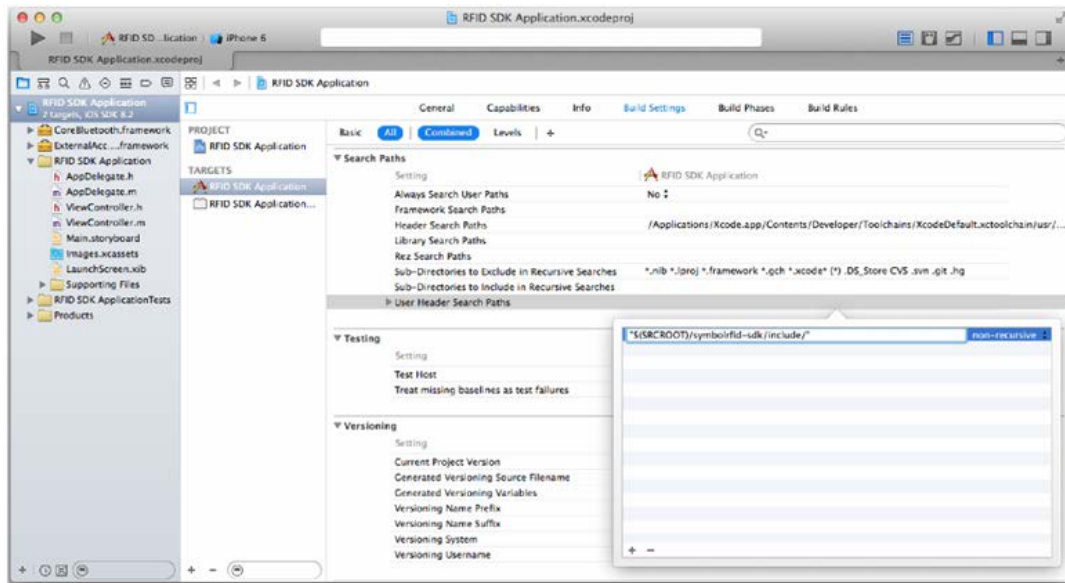 RFID SDK Application.xcodeproj
RFID SD...lication
iPhone 6
RFID SDK Application.xcodeproj
RFID SDK Application
RFID SDK Application
2 targets, iOS SDK 8.2
CoreBluetooth.framework
ExternalAcc....framework
RFID SDK Application
h AppDelegate.h
m AppDelegate.m
h ViewController.h
m ViewController.m
Main.storyboard
Images.xcassets
LaunchScreen.xib
Supporting Files
RFID SDK ApplicationTests
Products
PROJECT
RFID SDK Application
TARGETS
RFID SDK Application
RFID SDK Application...
General Capabilities Info Build Settings Build Phases Build Rules
Basic All Combined Levels +
Search Paths
Setting RFID SDK Application
Always Search User Paths No
Framework Search Paths
Header Search Paths /Applications/Xcode.app/Contents/Developer/Toolchains/XcodeDefault.xctoolchain/usr/...
Library Search Paths
Rez Search Paths
Sub-Directories to Exclude in Recursive Searches *.nib *.lproj *.framework *.gch *.xcode* (*) .DS_Store CVS .svn .git .hg
Sub-Directories to Include in Recursive Searches
User Header Search Paths
"$(SRCROOT)/symbolrfid-sdk/include/" non-recursive
Testing
Setting
Test Host
Treat missing baselines as test failures
Versioning
Setting
Current Project Version
Generated Versioning Source Filename
Generated Versioning Variables
Versioning Name Prefix
Versioning Name Suffix
Versioning System
Versioning Username
+ −
+ −
+